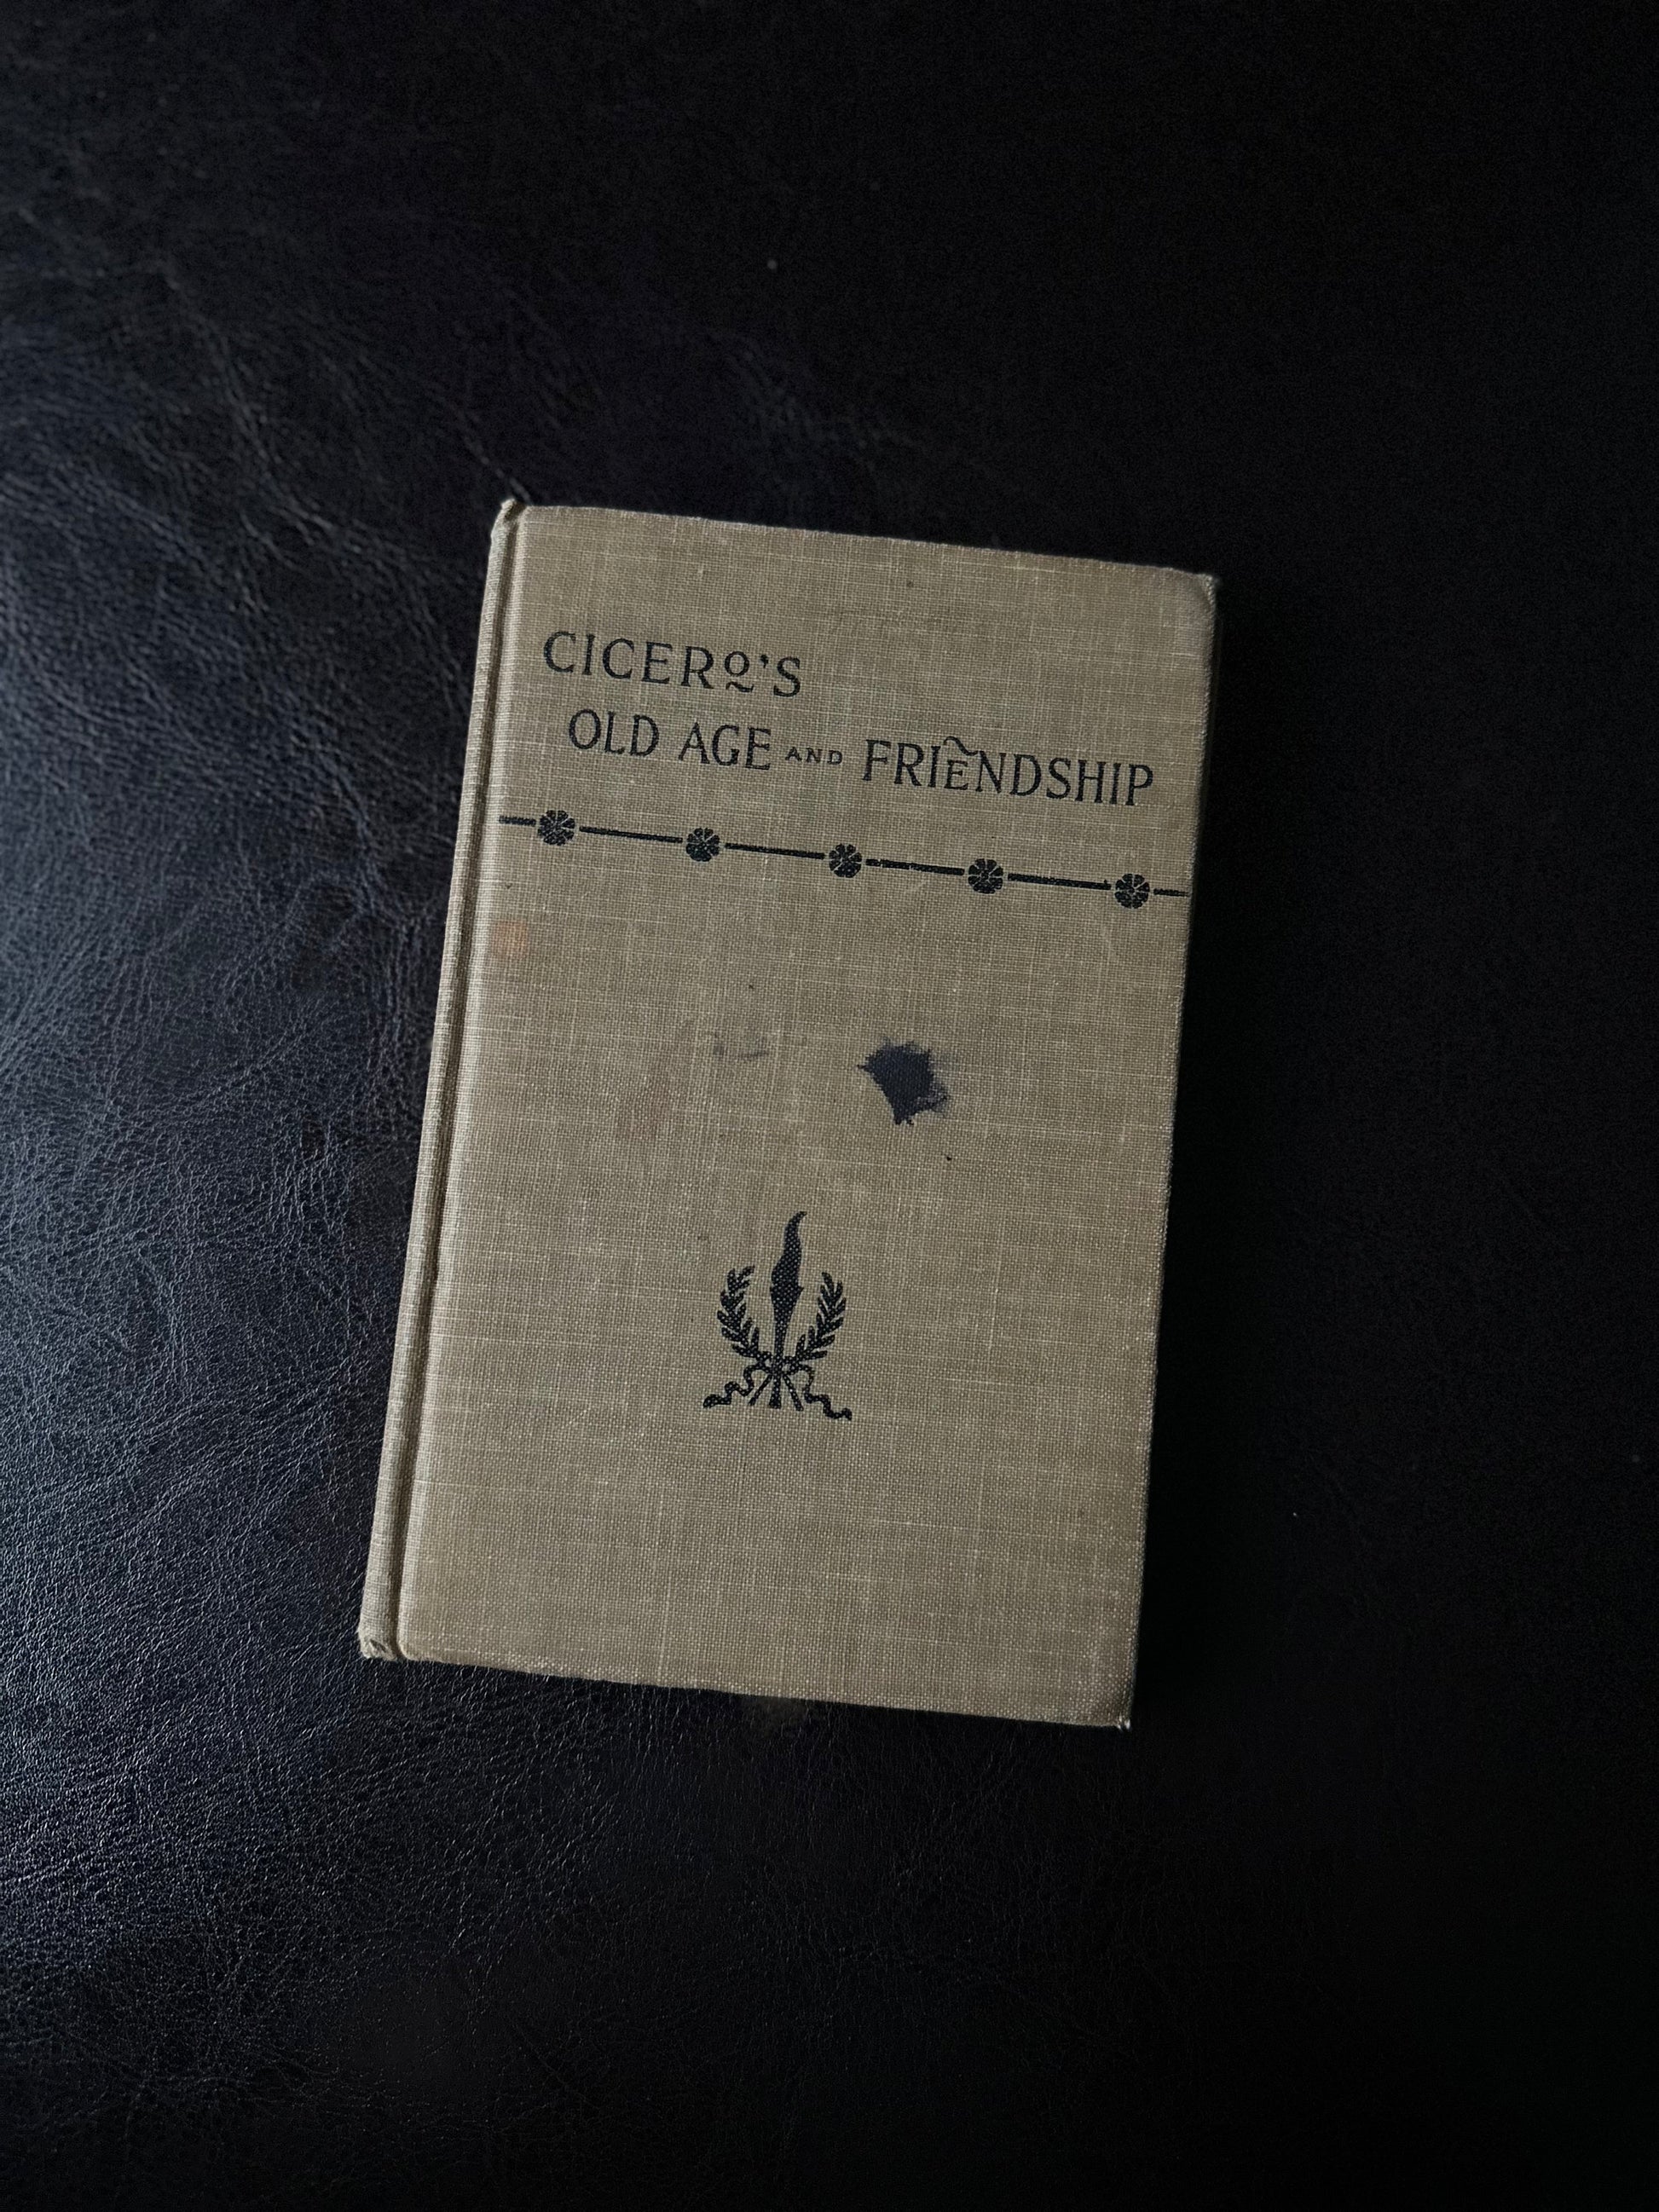 CICERO'S
OLD AGE AND FRIENDSHIP